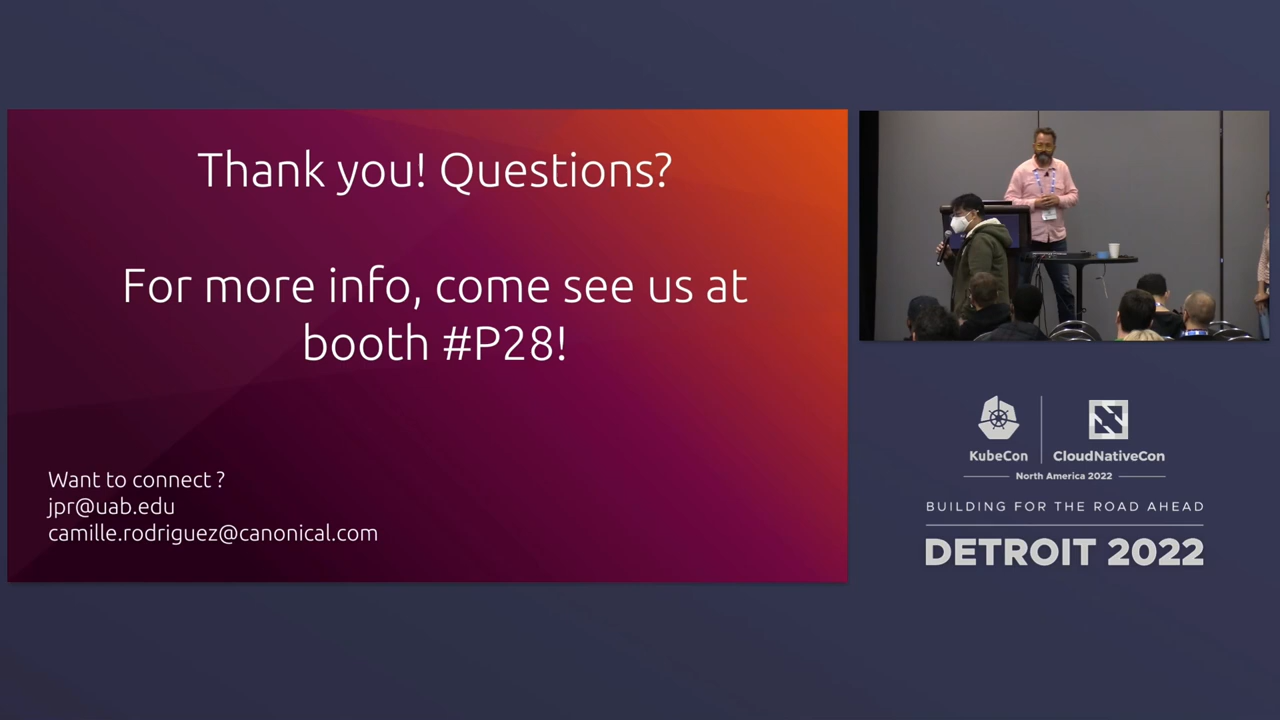 Thank you! Questions?
For more info, come see us at
booth #P28!
Want to connect ?
jpr@uab.edu
camille.rodriguez@canonical.com
KubeCon
CloudNativeCon
North America 2022
BUILDING FOR THE ROAD AHEAD
DETROIT 2022